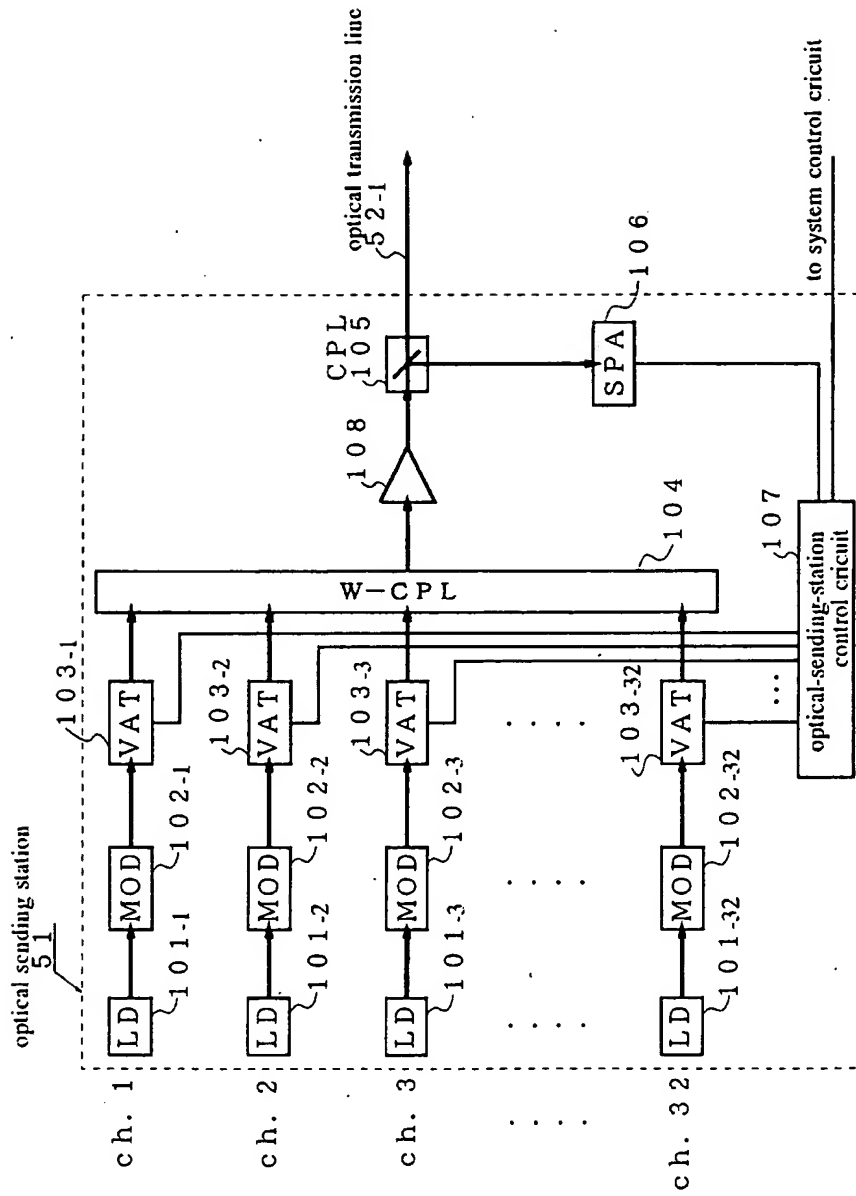 optical sending station
51
ch. 1
LD
101-1
MOD
102-1
VAT
103-1
ch. 2
LD
101-2
MOD
102-2
VAT
103-2
ch. 3
LD
101-3
MOD
102-3
VAT
103-3
. . . .
. . . .
. . . .
. . . .
ch. 32
LD
101-32
MOD
102-32
VAT
103-32
W-CPL
104
108
CPL
105
optical transmission line
52-1
SPA
106
...
107
optical-sending-station
control cricuit
to system control cricuit